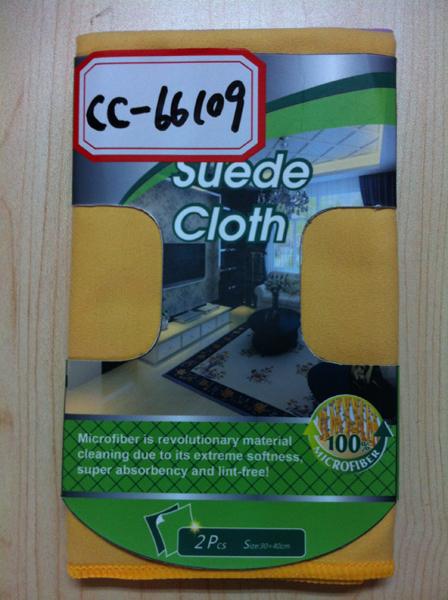 CC-66109
Suede
Cloth
Microfiber is revolutionary material
cleaning due to its extreme softness,
super absorbency and lint-free!
100%
MICROFIBER
2Pcs Size:30×40cm